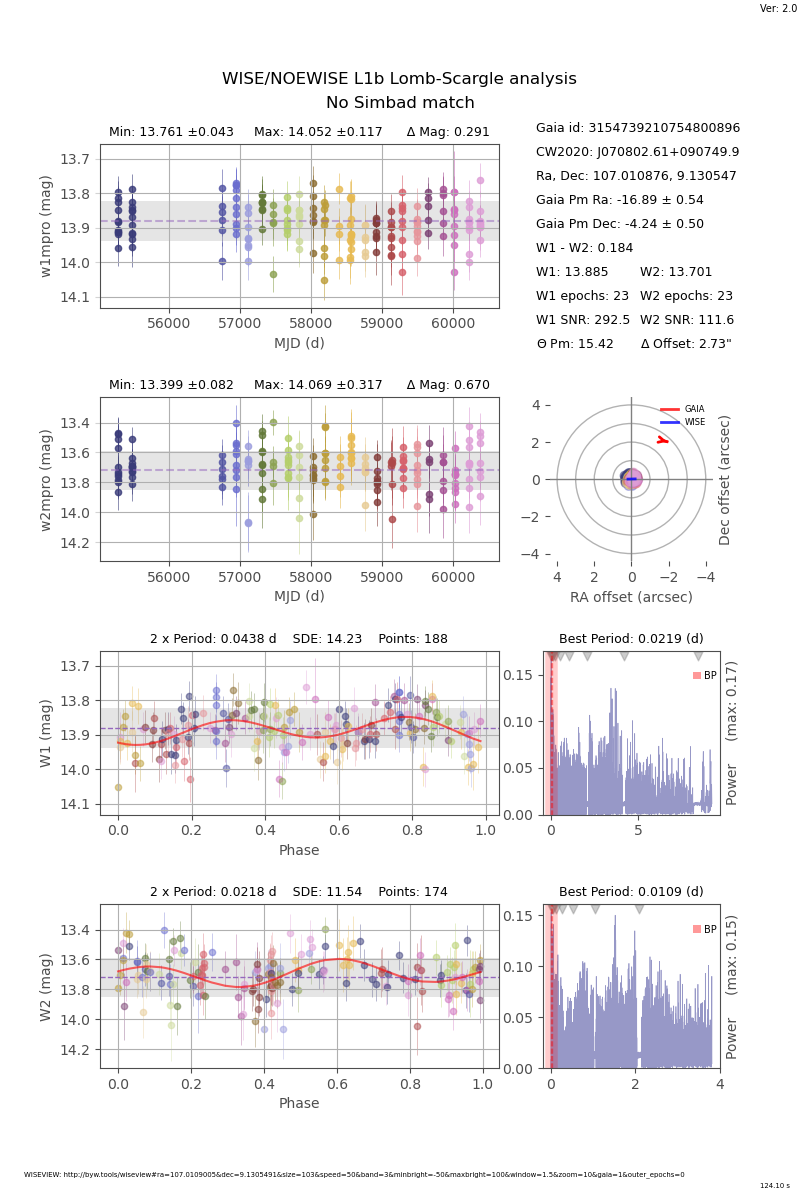 Ver: 2.0
WISE/NOEWISE L1b Lomb-Scargle analysis
No Simbad match
Min: 13.761 ±0.043 Max: 14.052 ±0.117 Δ Mag: 0.291
13.7
13.8
13.9
14.0
14.1
w1mpro (mag)
56000 57000 58000 59000 60000
MJD (d)
Gaia id: 3154739210754800896
CW2020: J070802.61+090749.9
Ra, Dec: 107.010876, 9.130547
Gaia Pm Ra: -16.89 ± 0.54
Gaia Pm Dec: -4.24 ± 0.50
W1 - W2: 0.184
W1: 13.885 W2: 13.701
W1 epochs: 23 W2 epochs: 23
W1 SNR: 292.5 W2 SNR: 111.6
Θ Pm: 15.42 Δ Offset: 2.73"
Min: 13.399 ±0.082 Max: 14.069 ±0.317 Δ Mag: 0.670
13.4
13.6
13.8
14.0
14.2
w2mpro (mag)
56000 57000 58000 59000 60000
MJD (d)
GAIA
WISE
4
2
0
−2
−4
4 2 0 −2 −4
RA offset (arcsec)
Dec offset (arcsec)
2 x Period: 0.0438 d SDE: 14.23 Points: 188
13.7
13.8
13.9
14.0
14.1
W1 (mag)
0.0 0.2 0.4 0.6 0.8 1.0
Phase
Best Period: 0.0219 (d)
BP
0.15
0.10
0.05
0.00
0 5
Power (max: 0.17)
2 x Period: 0.0218 d SDE: 11.54 Points: 174
13.4
13.6
13.8
14.0
14.2
W2 (mag)
0.0 0.2 0.4 0.6 0.8 1.0
Phase
Best Period: 0.0109 (d)
BP
0.15
0.10
0.05
0.00
0 2 4
Power (max: 0.15)
WISEVIEW: http://byw.tools/wiseview#ra=107.0109005&dec=9.1305491&size=103&speed=50&band=3&minbright=-50&maxbright=100&window=1.5&zoom=10&gaia=1&outer_epochs=0
124.10 s